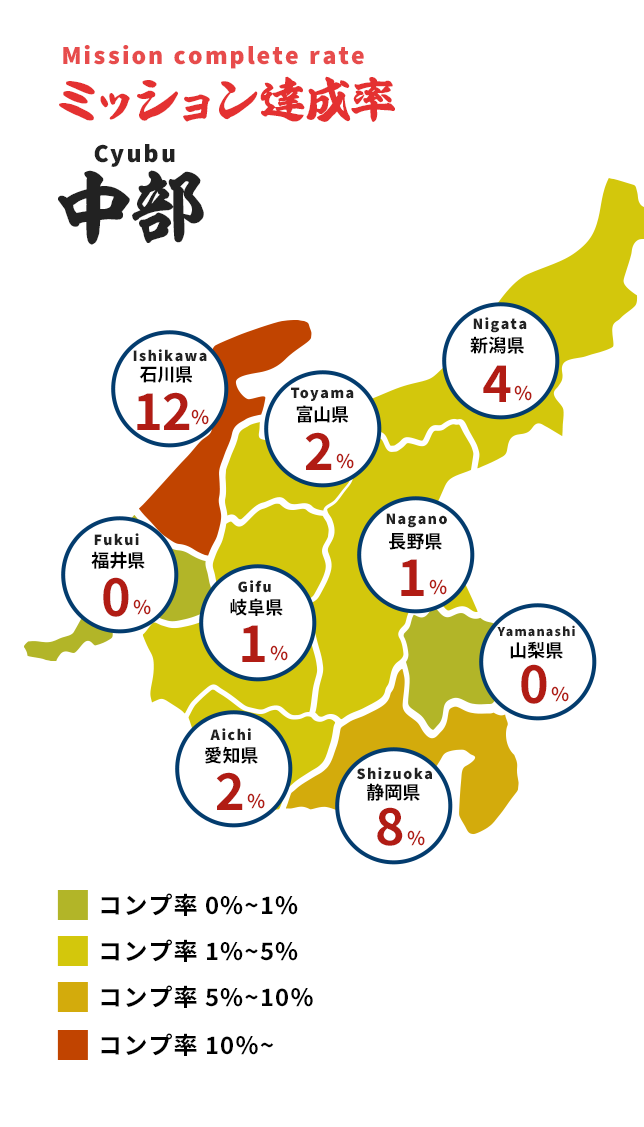 Mission complete rate
ミッション達成率
Cyubu
中部
Nigata
新潟県
4%
Ishikawa
石川県
12%
Toyama
富山県
2%
Nagano
長野県
1%
Fukui
福井県
0%
Gifu
岐阜県
1%
Yamanashi
山梨県
0%
Aichi
愛知県
2%
Shizuoka
静岡県
8%
コンプ率 0%~1%
コンプ率 1%~5%
コンプ率 5%~10%
コンプ率 10%~